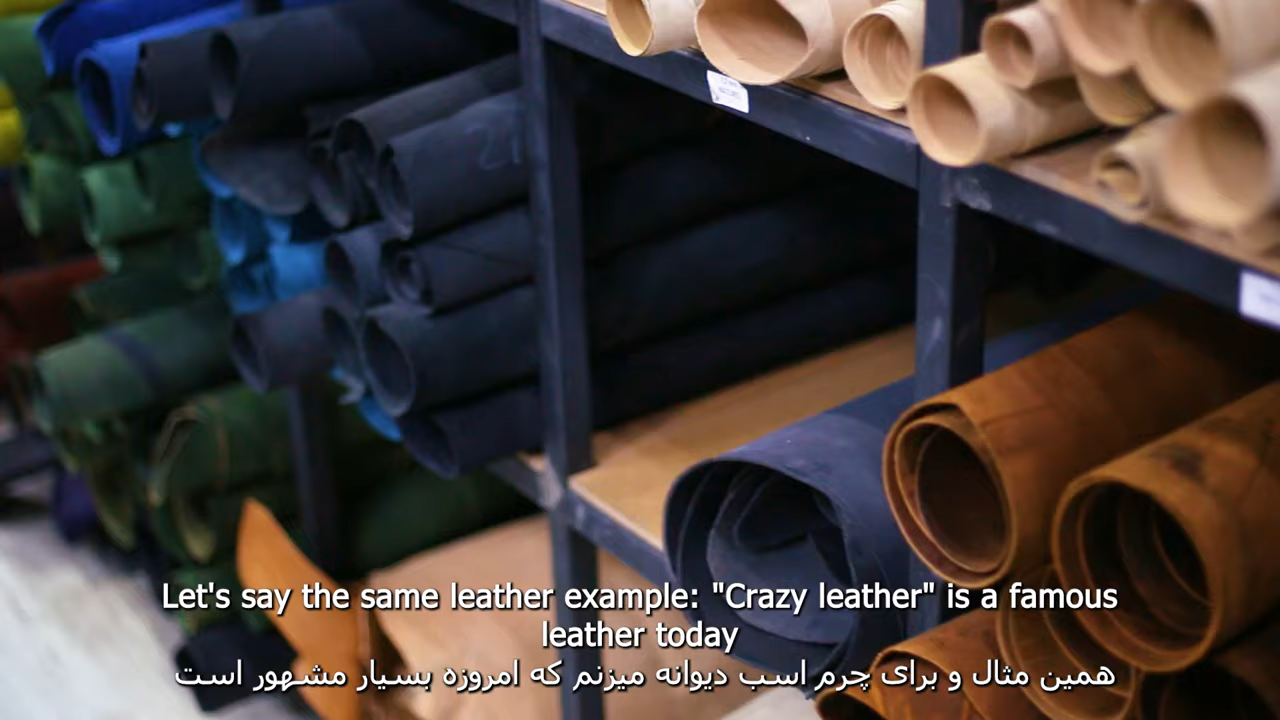 Let's say the same leather example: "Crazy leather" is a famous
leather today
همین مثال و برای چرم اسب دیوانه میزنم که امروزه بسیار مشهور است